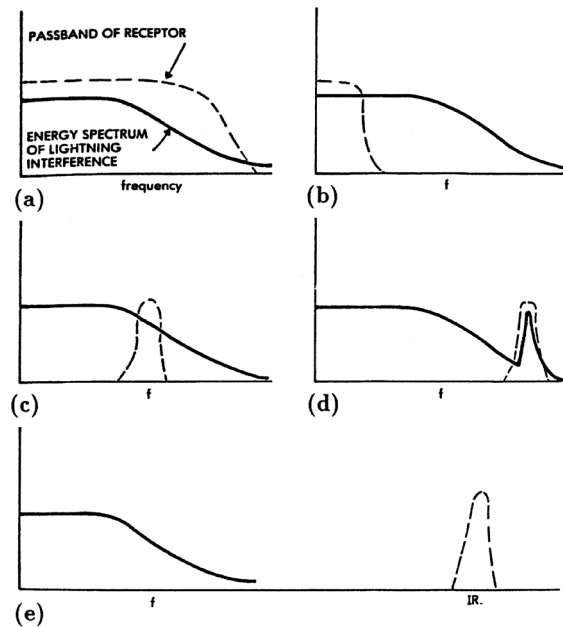 PASSBAND OF RECEPTOR
ENERGY SPECTRUM
OF LIGHTNING
INTERFERENCE
frequency
(a)
f
(b)
f
(c)
f
(d)
f
IR.
(e)